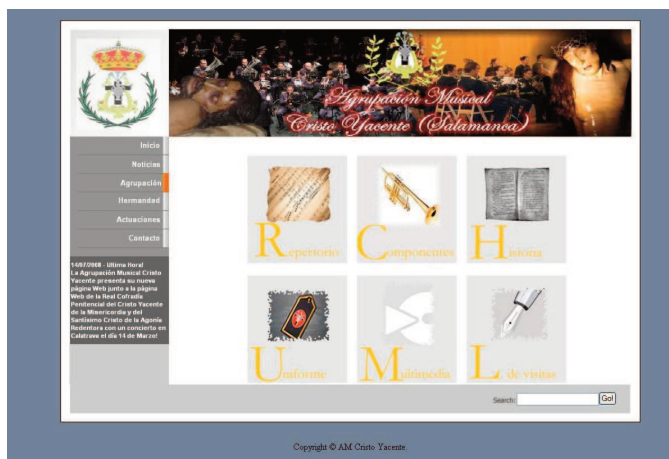 Agrupación Musical
Cristo Yacente (Salamanca)
Inicio
Noticias
Agrupación
Hermandad
Actuaciones
Contacto
14/07/2008 - Ultima Hora!
La Agrupación Musical Cristo
Yacente presenta su nueva
página Web junto a la página
Web de la Real Cofradía
Penitencial del Cristo Yacente
de la Misericordia y del
Santísimo Cristo de la Agonía
Redentora con un concierto en
Calatrava el día 14 de Marzo!
Repertorio
Componentes
Historia
Uniforme
Multimedia
L. de visitas
Search:
Go!
Copyright © AM Cristo Yacente.